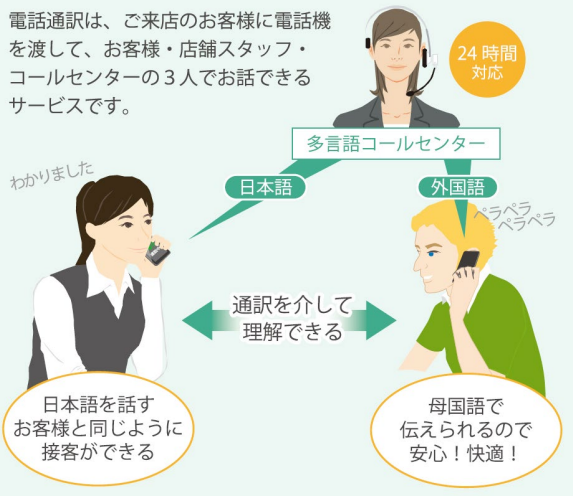 電話通訳は、ご来店のお客様に電話機
を渡して、お客様・店舗スタッフ・
コールセンターの3人でお話できる
サービスです。
24時間
対応
多言語コールセンター
日本語
外国語
わかりました
ペラペラ
ペラペラ
通訳を介して
理解できる
日本語を話す
お客様と同じように
接客ができる
母国語で
伝えられるので
安心！快適！